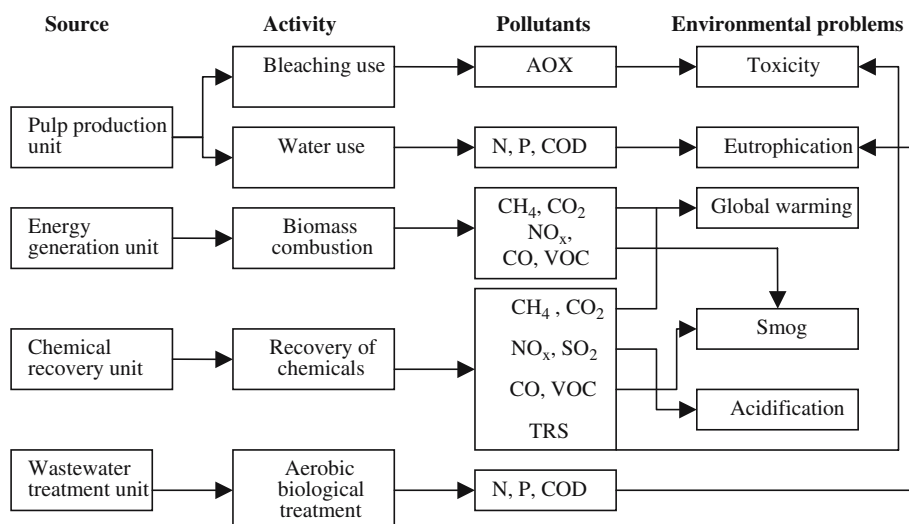 Source Activity Pollutants Environmental problems
Bleaching use
AOX
Toxicity
Pulp production
unit
Water use
N, P, COD
Eutrophication
Energy
generation unit
Biomass
combustion
CH₄, CO₂
NOₓ,
CO, VOC
Global warming
Chemical
recovery unit
Recovery of
chemicals
CH₄ , CO₂
NOₓ, SO₂
CO, VOC
TRS
Smog
Acidification
Wastewater
treatment unit
Aerobic
biological
treatment
N, P, COD